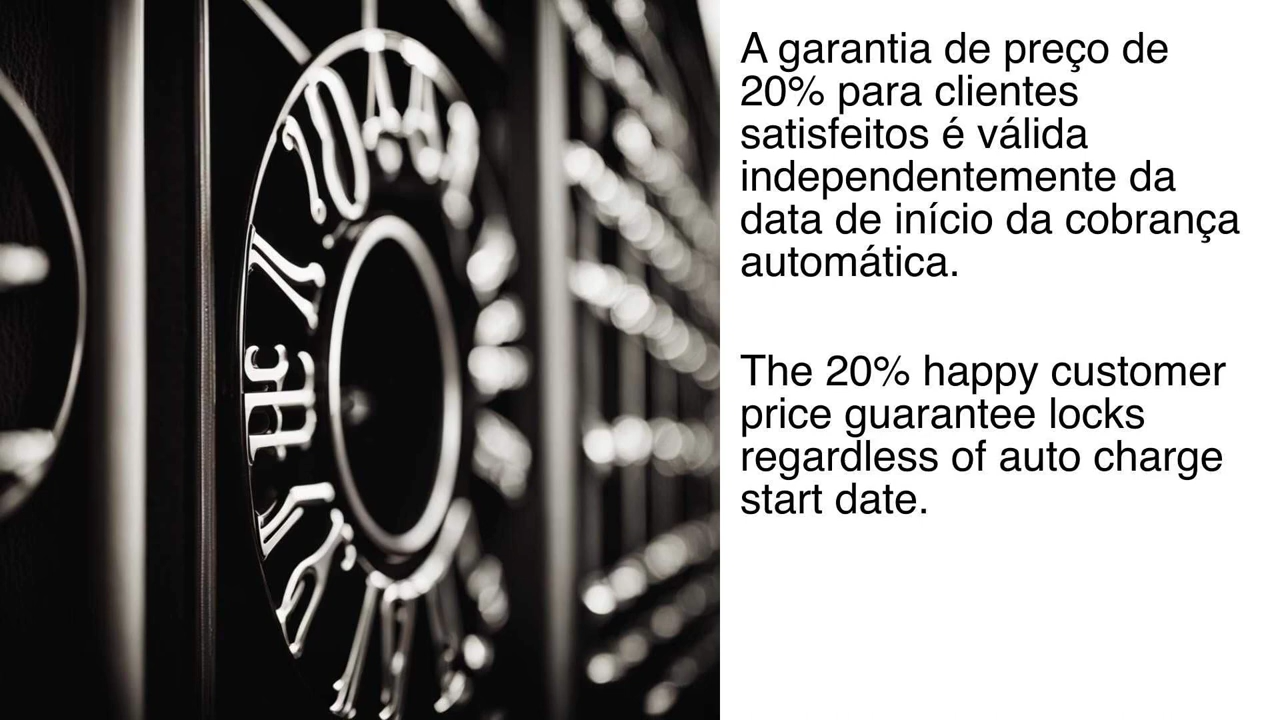 A garantia de preço de
20% para clientes
satisfeitos é válida
independentemente da
data de início da cobrança
automática.
The 20% happy customer
price guarantee locks
regardless of auto charge
start date.